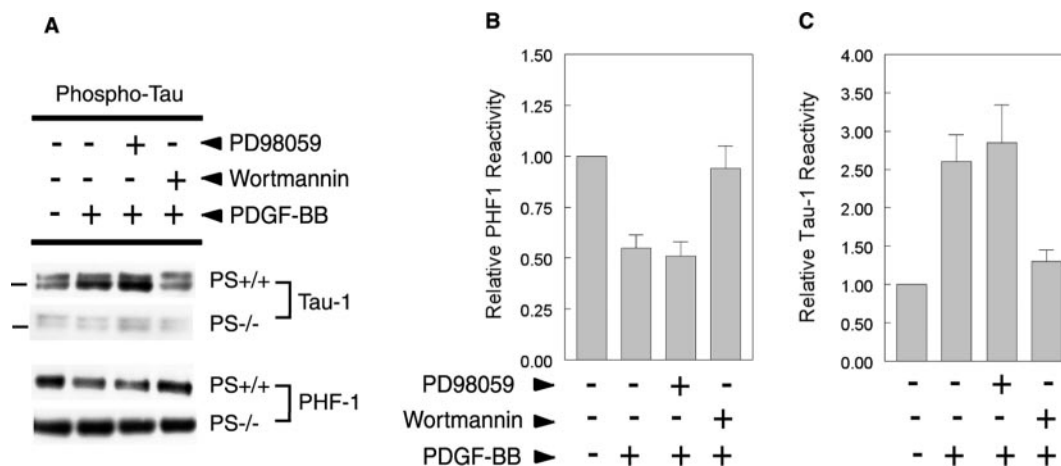 A
Phospho-Tau
- - + - PD98059
- - - + Wortmannin
- + + + PDGF-BB
PS+/+
Tau-1
PS-/-
PS+/+
PHF-1
PS-/-
B
Relative PHF1 Reactivity
1.50
1.25
1.00
0.75
0.50
0.25
0.00
PD98059 - - + -
Wortmannin - - - +
PDGF-BB - + + +
C
Relative Tau-1 Reactivity
4.00
3.50
3.00
2.50
2.00
1.50
1.00
0.50
0.00
- - + -
- - - +
- + + +